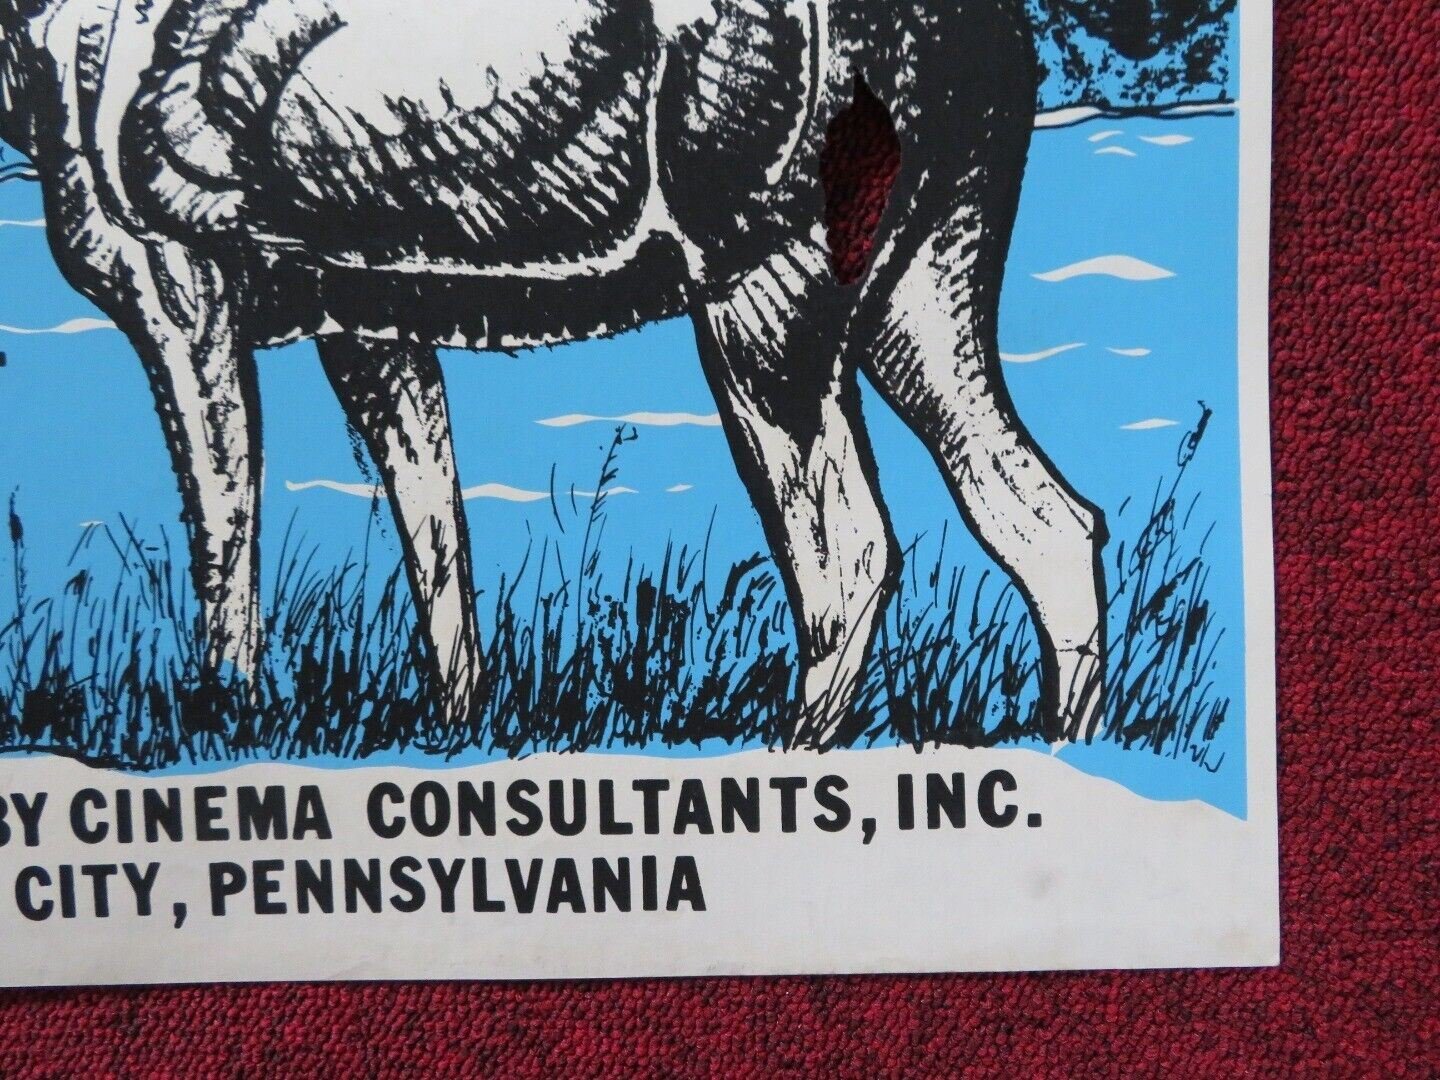 BY CINEMA CONSULTANTS, INC.
CITY, PENNSYLVANIA